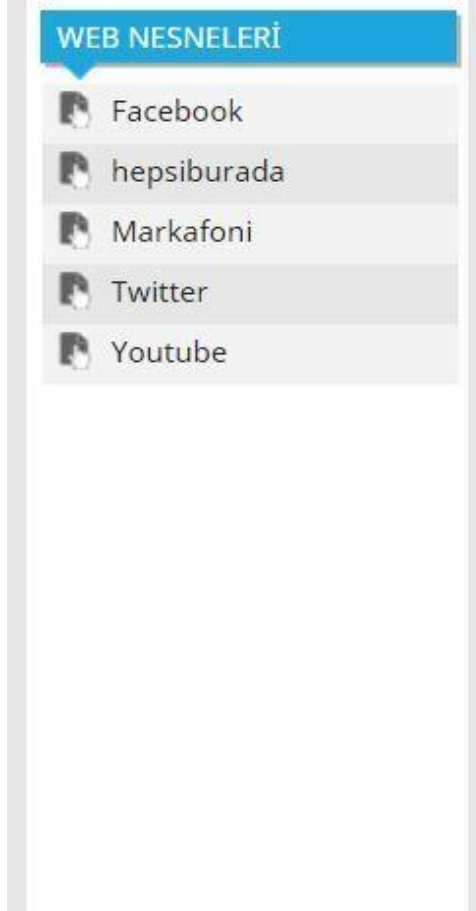 WEB NESNELERİ
Facebook
hepsiburada
Markafoni
Twitter
Youtube